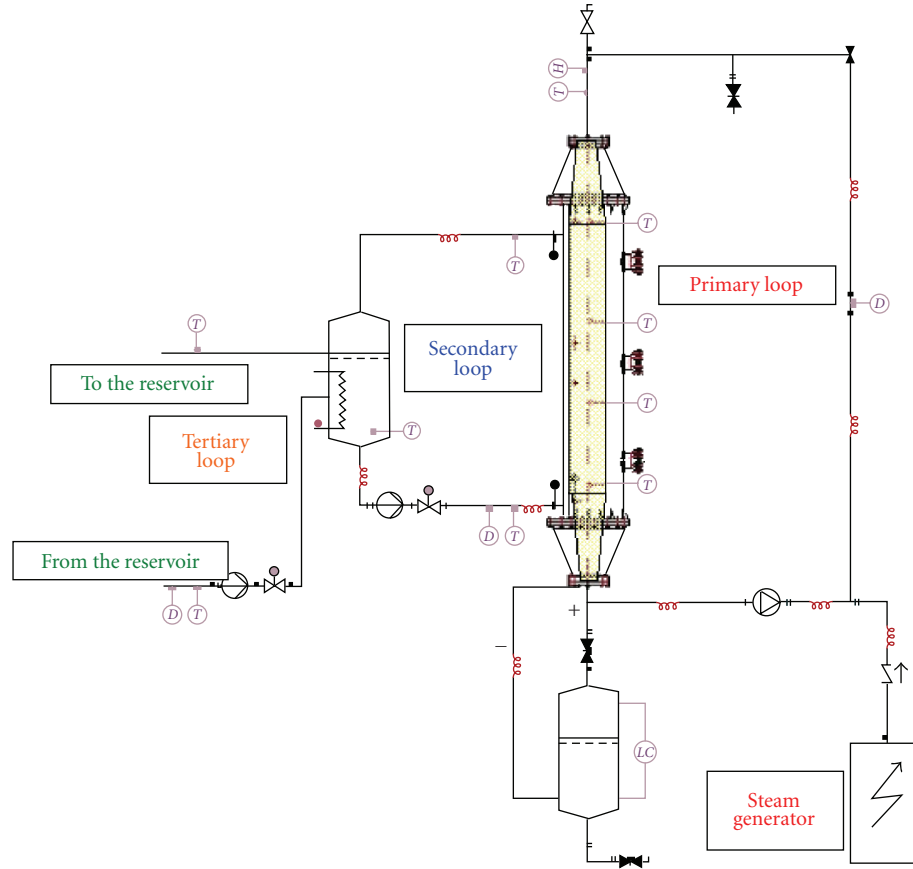 H
T
T
T
Primary loop
T
D
T
Secondary
loop
T
To the reservoir
T
T
Tertiary
loop
T
D
T
From the reservoir
D
T
+
−
LC
Steam
generator